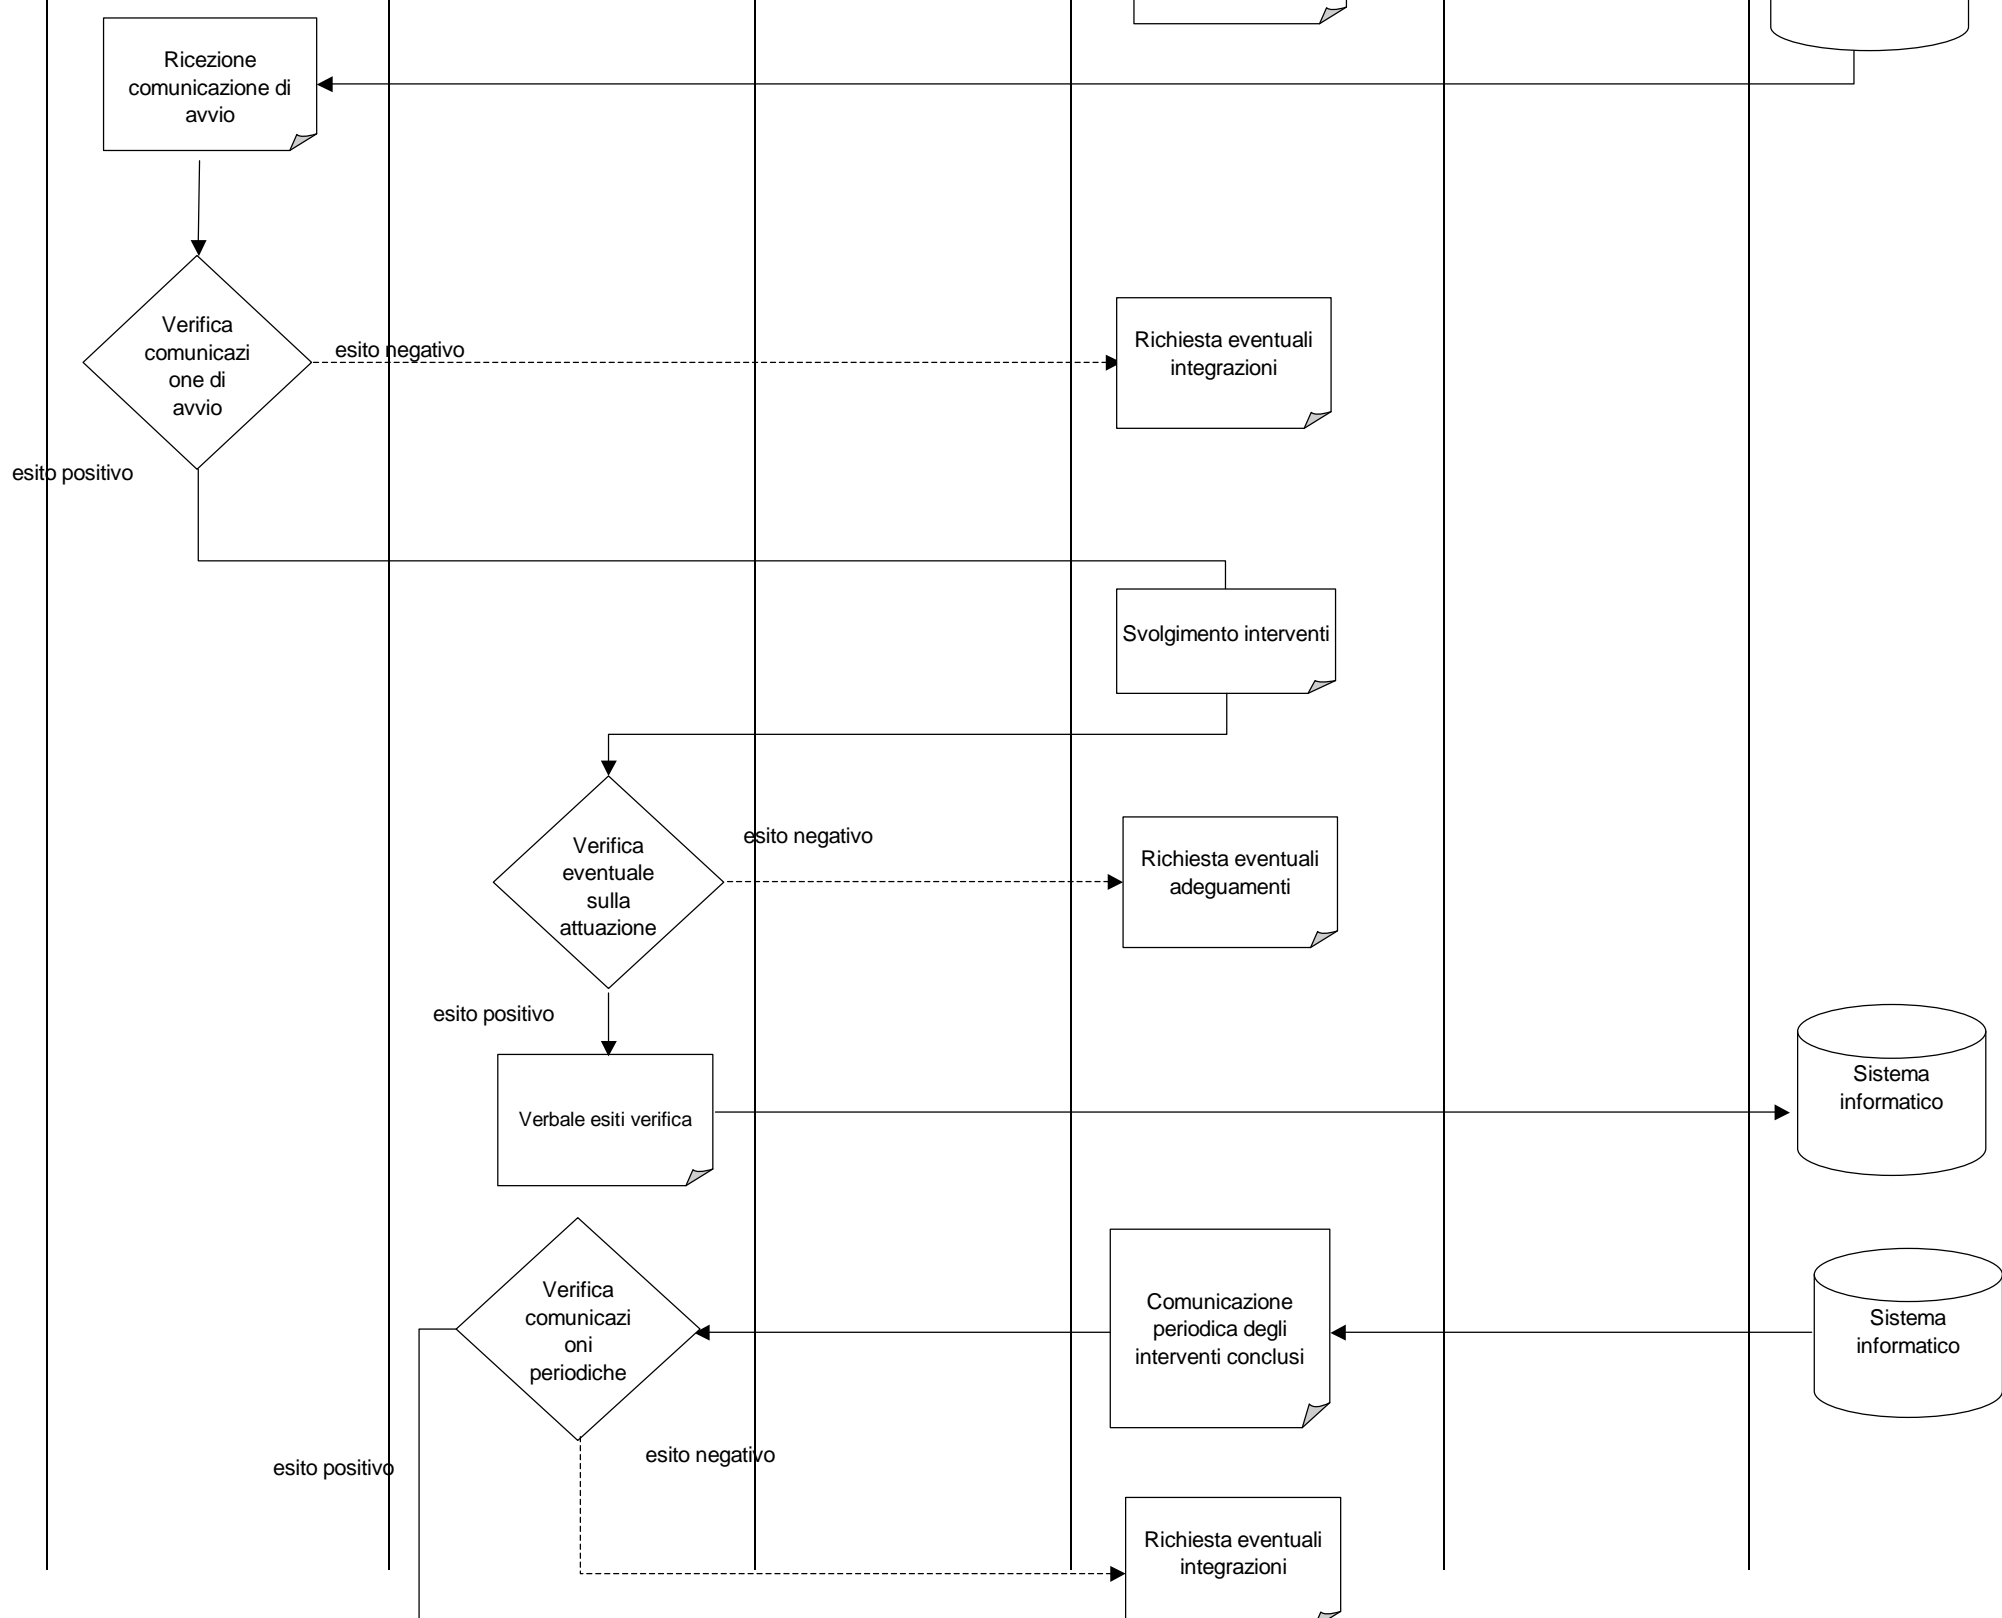 Ricezione
comunicazione di
avvio
Verifica
comunicazi
one di
avvio
esito negativo
Richiesta eventuali
integrazioni
esito positivo
Svolgimento interventi
Verifica
eventuale
sulla
attuazione
esito negativo
Richiesta eventuali
adeguamenti
esito positivo
Verbale esiti verifica
Sistema
informatico
Verifica
comunicazi
oni
periodiche
Comunicazione
periodica degli
interventi conclusi
Sistema
informatico
esito positivo
esito negativo
Richiesta eventuali
integrazioni